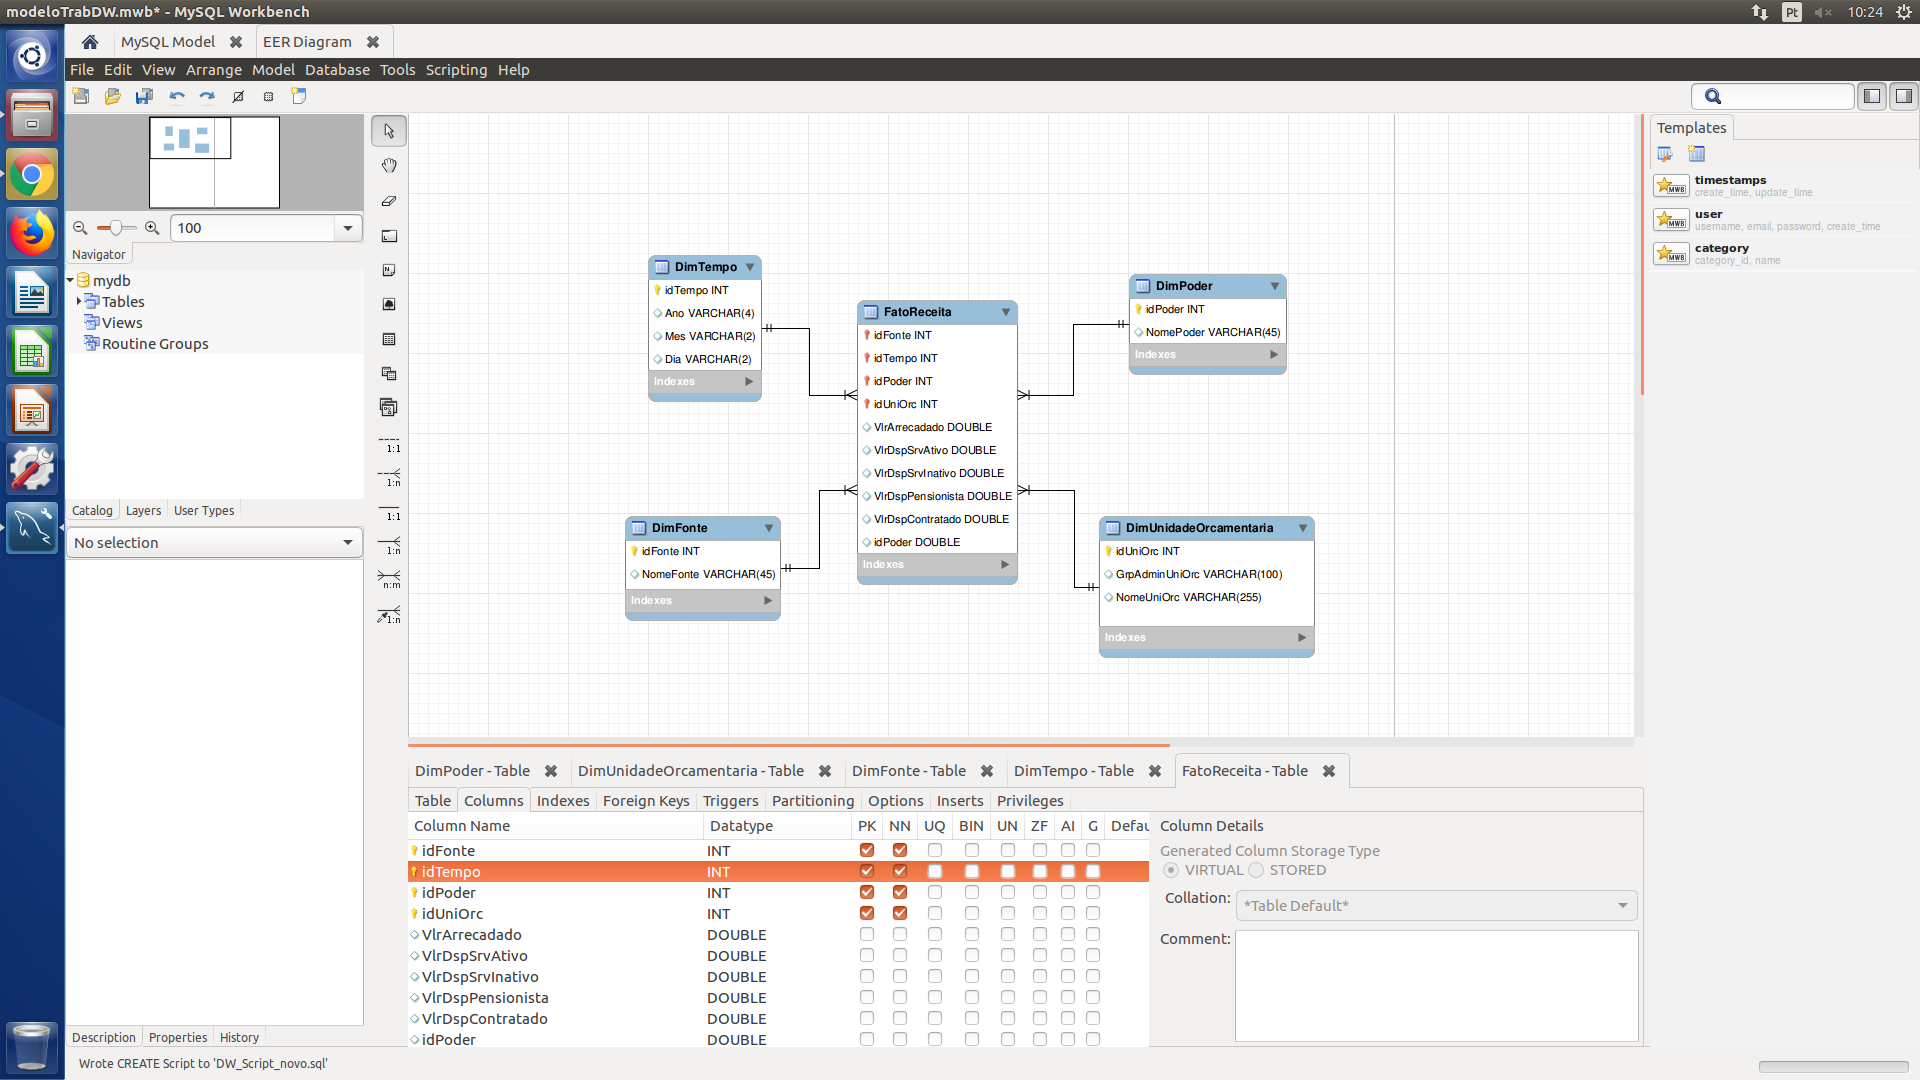 modeloTrabDW.mwb* - MySQL Workbench
Pt
10:24
MySQL Model
EER Diagram
File Edit View Arrange Model Database Tools Scripting Help
100
Navigator
mydb
Tables
Views
Routine Groups
Catalog Layers User Types
No selection
Description Properties History
Wrote CREATE Script to 'DW_Script_novo.sql'
1:1
1:n
1:1
1:n
n:m
1:n
DimTempo
idTempo INT
Ano VARCHAR(4)
Mes VARCHAR(2)
Dia VARCHAR(2)
Indexes
FatoReceita
idFonte INT
idTempo INT
idPoder INT
idUniOrc INT
VlrArrecadado DOUBLE
VlrDspSrvAtivo DOUBLE
VlrDspSrvInativo DOUBLE
VlrDspPensionista DOUBLE
VlrDspContratado DOUBLE
idPoder DOUBLE
Indexes
DimPoder
idPoder INT
NomePoder VARCHAR(45)
Indexes
DimFonte
idFonte INT
NomeFonte VARCHAR(45)
Indexes
DimUnidadeOrcamentaria
idUniOrc INT
GrpAdminUniOrc VARCHAR(100)
NomeUniOrc VARCHAR(255)
Indexes
Templates
MWB
timestamps
create_time, update_time
MWB
user
username, email, password, create_time
MWB
category
category_id, name
DimPoder - Table
DimUnidadeOrcamentaria - Table
DimFonte - Table
DimTempo - Table
FatoReceita - Table
Table Columns Indexes Foreign Keys Triggers Partitioning Options Inserts Privileges
Column Name Datatype PK NN UQ BIN UN ZF AI G Defau
idFonte INT
idTempo INT
idPoder INT
idUniOrc INT
VlrArrecadado DOUBLE
VlrDspSrvAtivo DOUBLE
VlrDspSrvInativo DOUBLE
VlrDspPensionista DOUBLE
VlrDspContratado DOUBLE
idPoder DOUBLE
Column Details
Generated Column Storage Type
VIRTUAL STORED
Collation: *Table Default*
Comment: